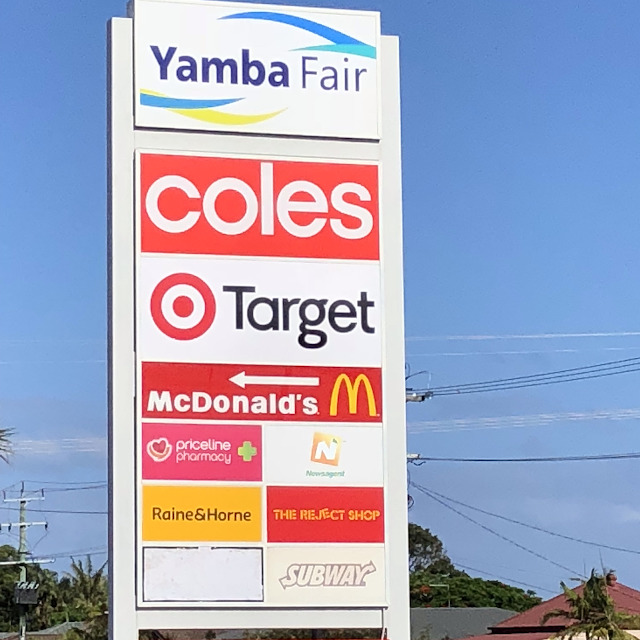 Yamba Fair
coles
Target
McDonald's
priceline
pharmacy
N
Newsagent
Raine&Horne
THE REJECT SHOP
SUBWAY